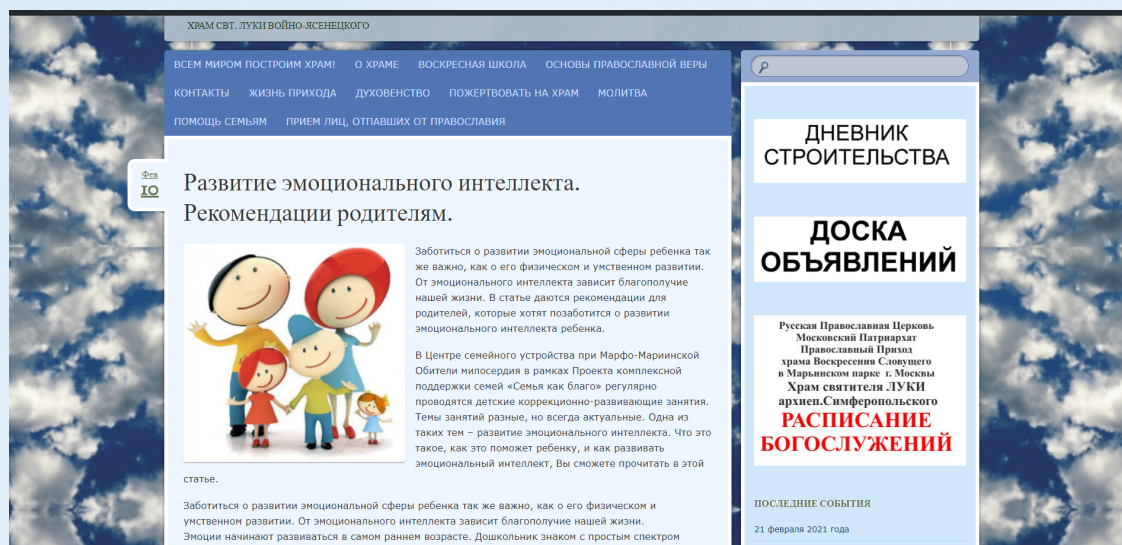 ХРАМ СВТ. ЛУКИ ВОЙНО-ЯСЕНЕЦКОГО
ВСЕМ МИРОМ ПОСТРОИМ ХРАМ! О ХРАМЕ ВОСКРЕСНАЯ ШКОЛА ОСНОВЫ ПРАВОСЛАВНОЙ ВЕРЫ
КОНТАКТЫ ЖИЗНЬ ПРИХОДА ДУХОВЕНСТВО ПОЖЕРТВОВАТЬ НА ХРАМ МОЛИТВА
ПОМОЩЬ СЕМЬЯМ ПРИЕМ ЛИЦ, ОТПАВШИХ ОТ ПРАВОСЛАВИЯ
Фев
10
Развитие эмоционального интеллекта.
Рекомендации родителям.
Заботиться о развитии эмоциональной сферы ребенка так
же важно, как о его физическом и умственном развитии.
От эмоционального интеллекта зависит благополучие
нашей жизни. В статье даются рекомендации для
родителей, которые хотят позаботится о развитии
эмоционального интеллекта ребенка.
В Центре семейного устройства при Марфо-Мариинской
Обители милосердия в рамках Проекта комплексной
поддержки семей «Семья как благо» регулярно
проводятся детские коррекционно-развивающие занятия.
Темы занятий разные, но всегда актуальные. Одна из
таких тем – развитие эмоционального интеллекта. Что это
такое, как это поможет ребенку, и как развивать
эмоциональный интеллект, Вы сможете прочитать в этой
статье.
Заботиться о развитии эмоциональной сферы ребенка так же важно, как о его физическом и
умственном развитии. От эмоционального интеллекта зависит благополучие нашей жизни.
Эмоции начинают развиваться в самом раннем возрасте. Дошкольник знаком с простым спектром
ДНЕВНИК
СТРОИТЕЛЬСТВА
ДОСКА
ОБЪЯВЛЕНИЙ
Русская Православная Церковь
Московский Патриархат
Православный Приход
храма Воскресения Словущего
в Марьинском парке г. Москвы
Храм святителя ЛУКИ
архиеп.Симферопольского
РАСПИСАНИЕ
БОГОСЛУЖЕНИЙ
ПОСЛЕДНИЕ СОБЫТИЯ
21 февраля 2021 года